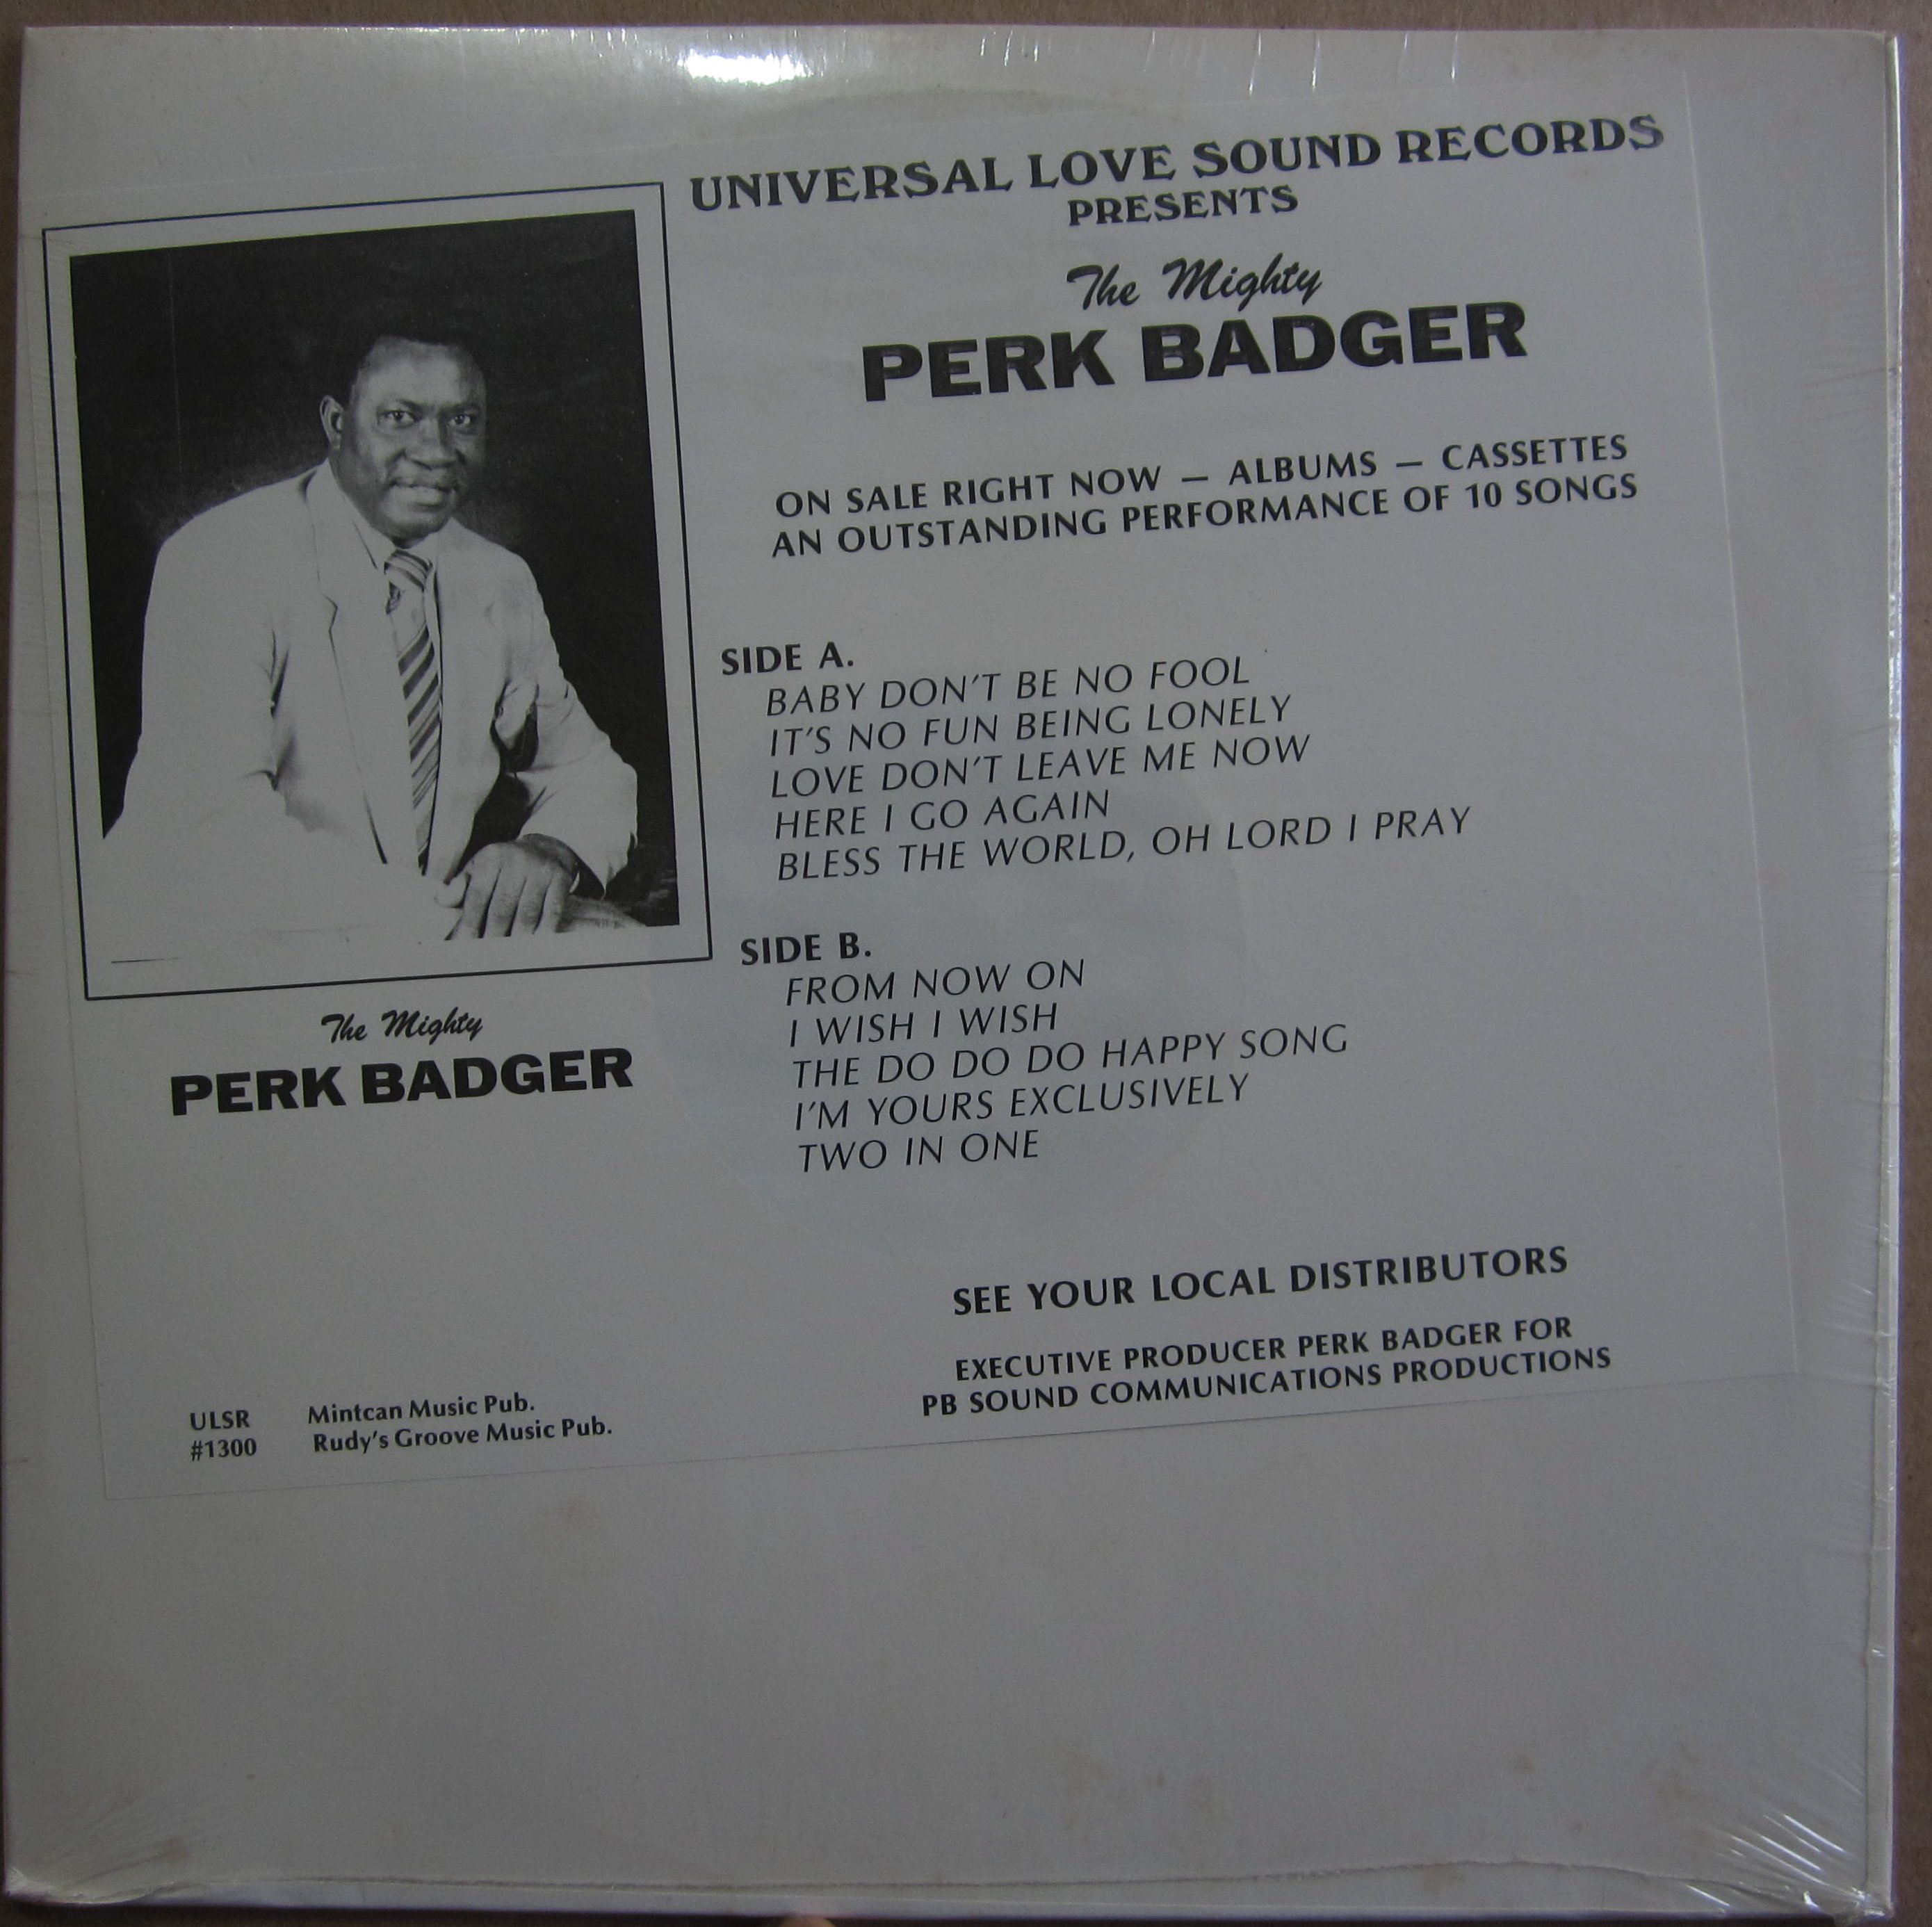 UNIVERSAL LOVE SOUND RECORDS
PRESENTS
The Mighty
PERK BADGER
ON SALE RIGHT NOW — ALBUMS — CASSETTES
AN OUTSTANDING PERFORMANCE OF 10 SONGS
SIDE A.
BABY DON'T BE NO FOOL
IT'S NO FUN BEING LONELY
LOVE DON'T LEAVE ME NOW
HERE I GO AGAIN
BLESS THE WORLD, OH LORD I PRAY
SIDE B.
FROM NOW ON
I WISH I WISH
THE DO DO DO HAPPY SONG
I'M YOURS EXCLUSIVELY
TWO IN ONE
The Mighty
PERK BADGER
SEE YOUR LOCAL DISTRIBUTORS
EXECUTIVE PRODUCER PERK BADGER FOR
PB SOUND COMMUNICATIONS PRODUCTIONS
ULSR Mintcan Music Pub.
#1300 Rudy's Groove Music Pub.